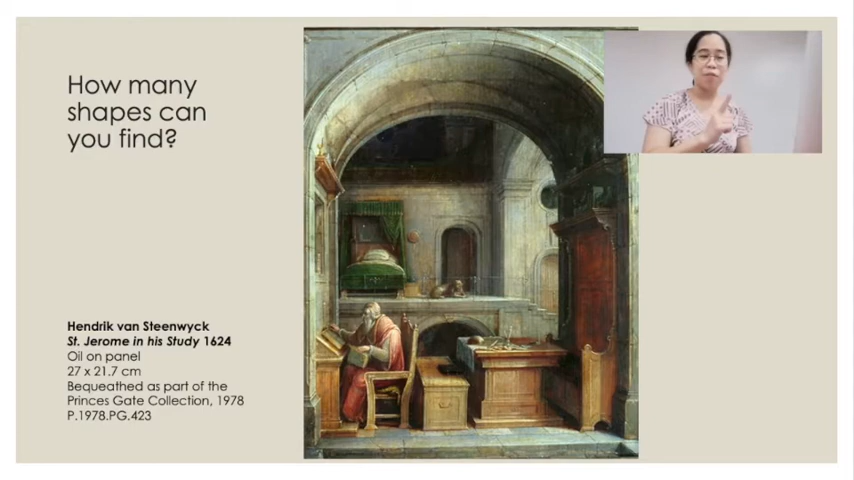 How many
shapes can
you find?
Hendrik van Steenwyck
St. Jerome in his Study 1624
Oil on panel
27 x 21.7 cm
Bequeathed as part of the
Princes Gate Collection, 1978
P.1978.PG.423